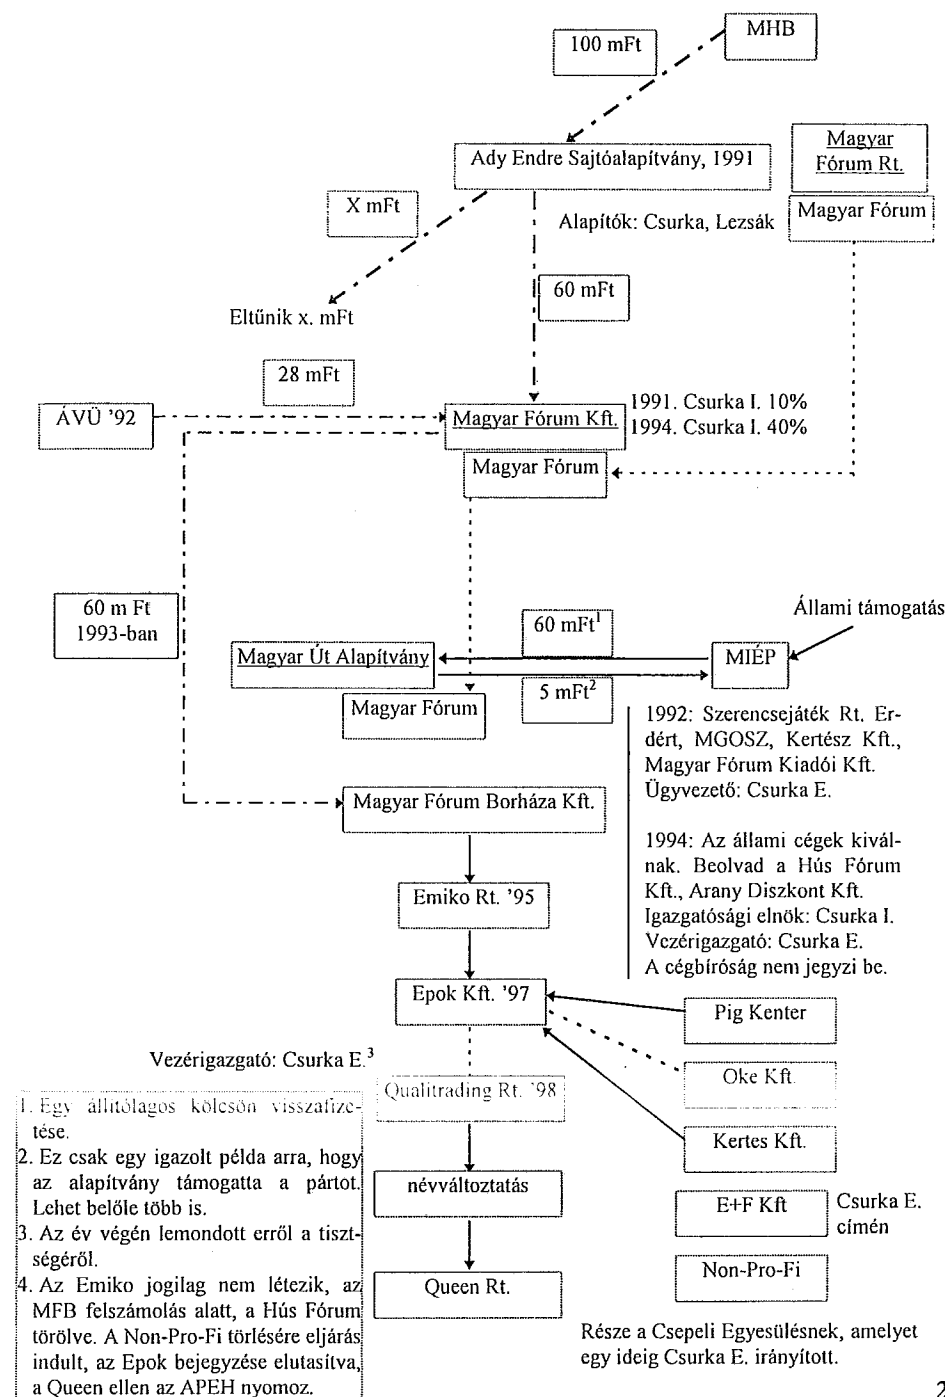 MHB
100 mFt
Ady Endre Sajtóalapítvány, 1991
Magyar
Fórum Rt.
X mFt
Alapítók: Csurka, Lezsák
Magyar Fórum
60 mFt
Eltűnik x. mFt
28 mFt
ÁVÜ '92
Magyar Fórum Kft.
1991. Csurka I. 10%
1994. Csurka I. 40%
Magyar Fórum
60 m Ft
1993-ban
60 mFt¹
Állami támogatás
Magyar Út Alapítvány
MIÉP
5 mFt²
Magyar Fórum
1992: Szerencsejáték Rt. Er-
dért, MGOSZ, Kertész Kft.,
Magyar Fórum Kiadói Kft.
Ügyvezető: Csurka E.
Magyar Fórum Borháza Kft.
1994: Az állami cégek kivál-
nak. Beolvad a Hús Fórum
Kft., Arany Diszkont Kft.
Igazgatósági elnök: Csurka I.
Vezérigazgató: Csurka E.
A cégbíróság nem jegyzi be.
Emiko Rt. '95
Epok Kft. '97
Pig Kenter
Vezérigazgató: Csurka E.³
Qualitrading Rt. '98
Oke Kft.
Kertes Kft.
1. Egy állítólagos kölcsön visszafize-
tése.
2. Ez csak egy igazolt példa arra, hogy
az alapítvány támogatta a pártot.
Lehet belőle több is.
3. Az év végén lemondott erről a tiszt-
ségéről.
4. Az Emiko jogilag nem létezik, az
MFB felszámolás alatt, a Hús Fórum
törölve. A Non-Pro-Fi törlésére eljárás
indult, az Epok bejegyzése elutasítva,
a Queen ellen az APEH nyomoz.
névváltoztatás
E+F Kft
Csurka E.
címén
Queen Rt.
Non-Pro-Fi
Része a Csepeli Egyesülésnek, amelyet
egy ideig Csurka E. irányított.
2